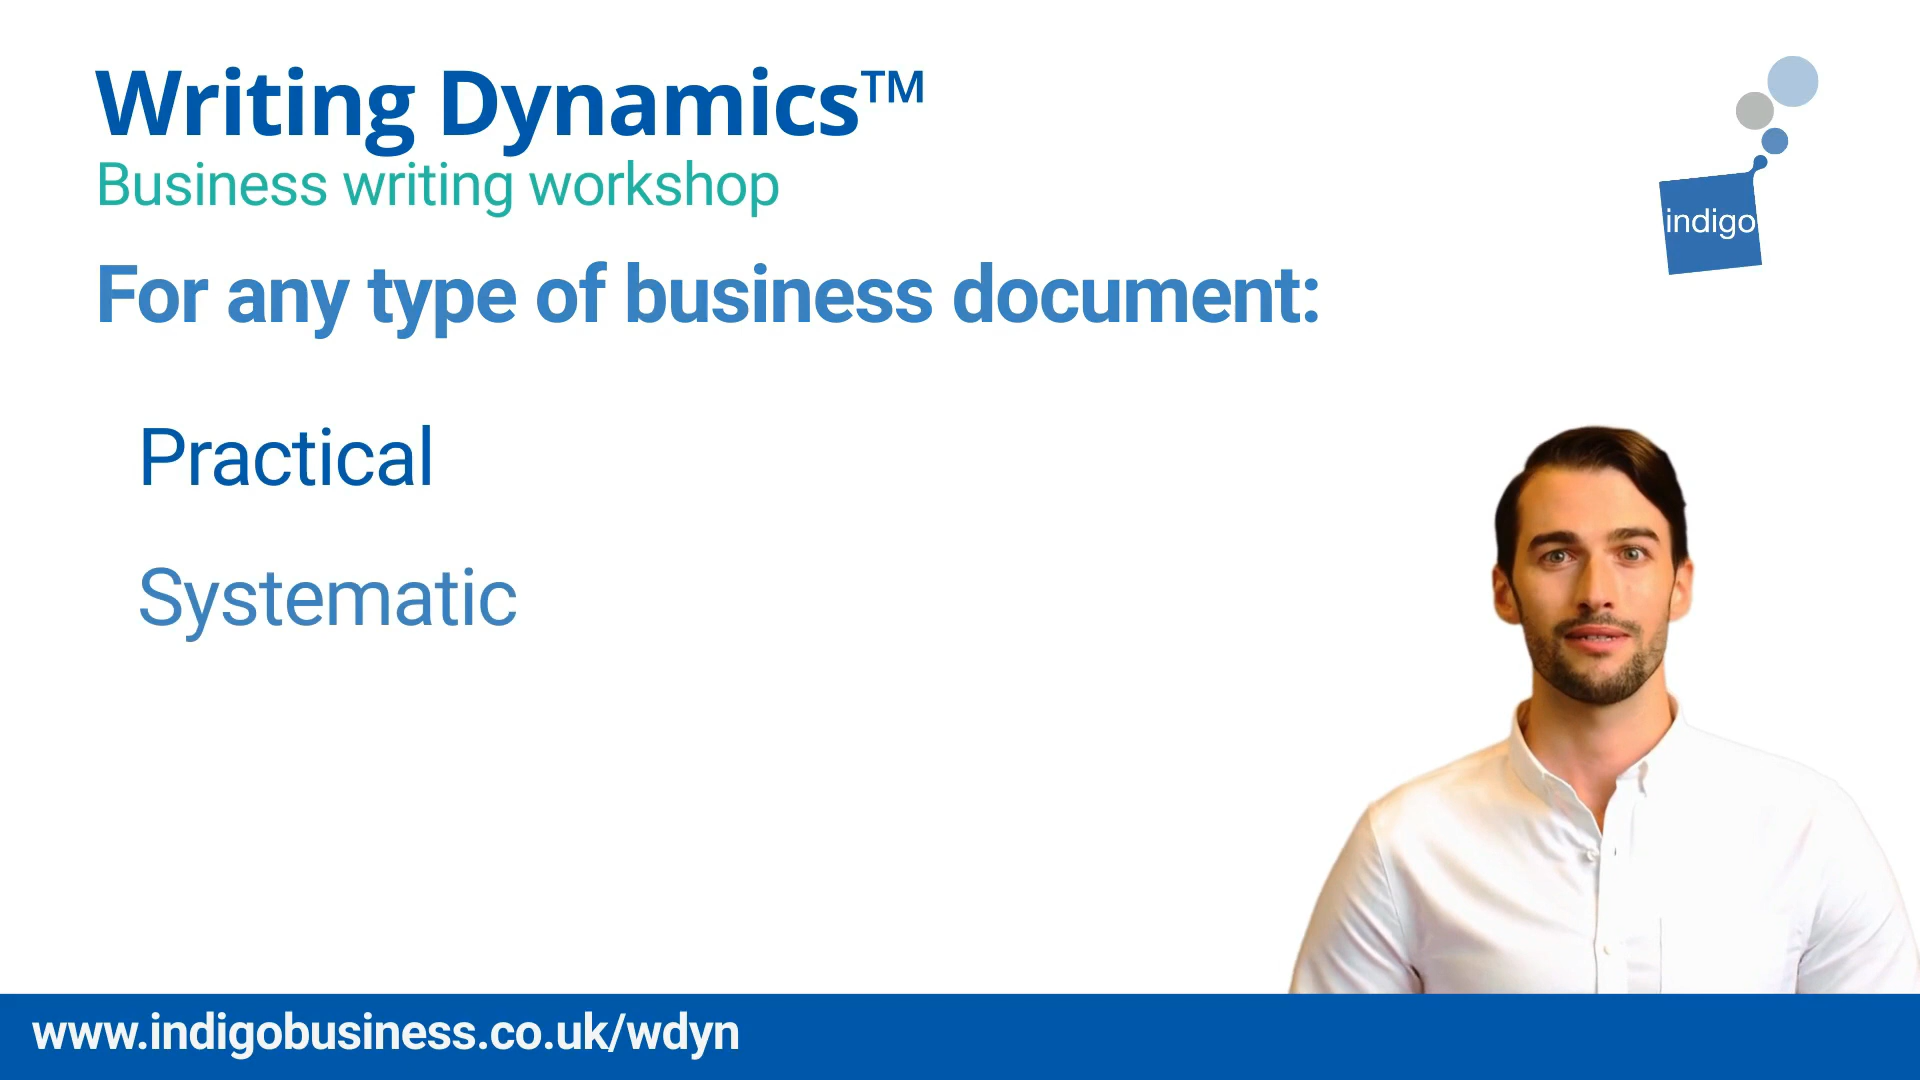 Writing Dynamics™
Business writing workshop
indigo
For any type of business document:
Practical
Systematic
www.indigobusiness.co.uk/wdyn